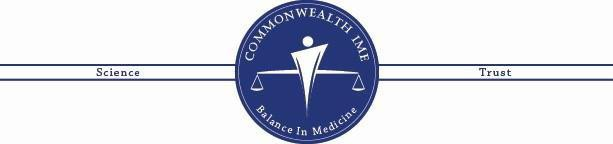 COMMONWEALTH IME
Science
Trust
Balance In Medicine